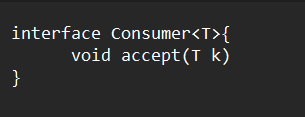 interface Consumer<T>{
      void accept(T k)
}